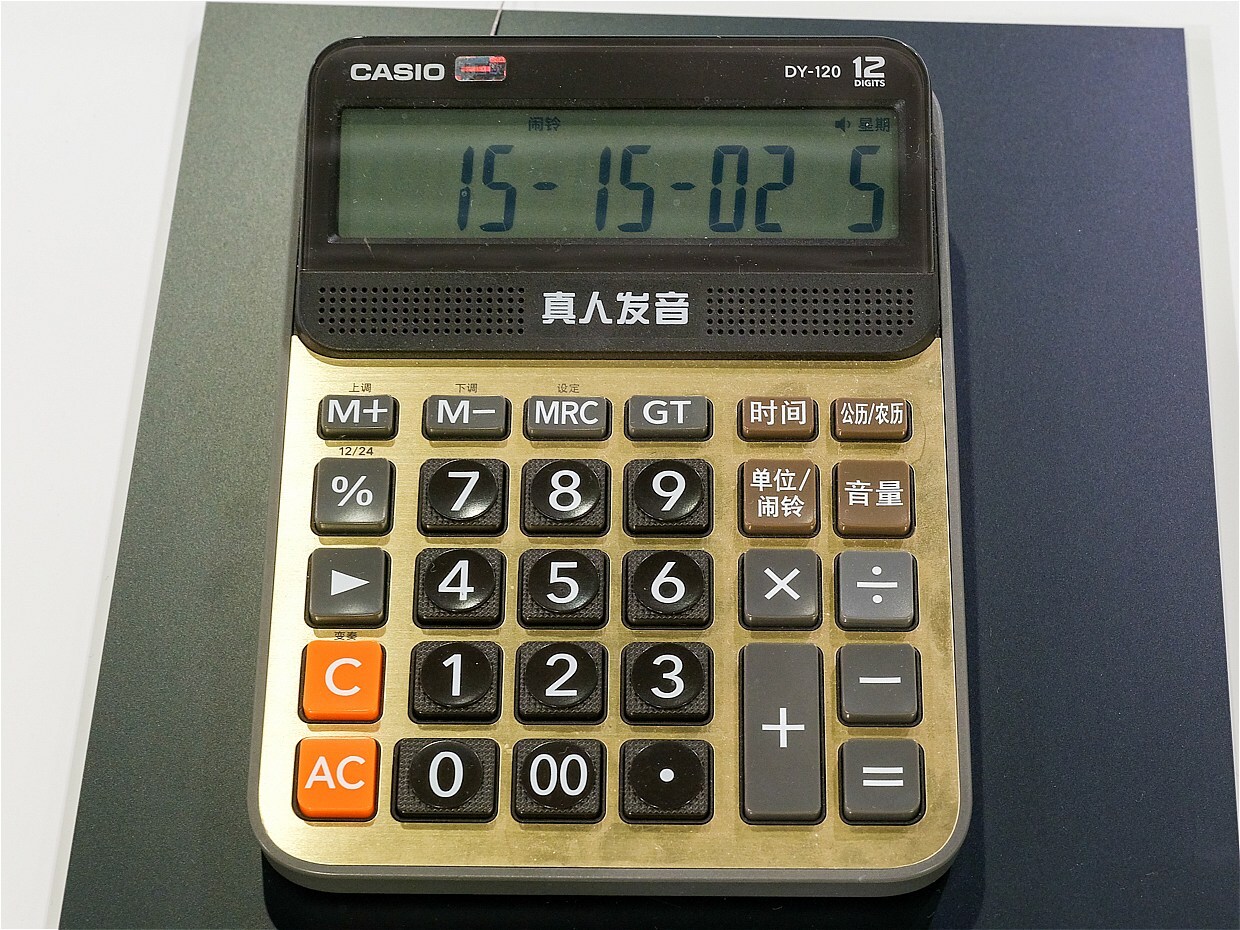 CASIO DY-120 12
DIGITS
闹铃 星期
15-15-02 5
真人发音
上调 下调 设定
M+ M− MRC GT 时间 公历/农历
12/24
% 7 8 9 单位/ 音量
闹铃
4 5 6 × ÷
变奏
C 1 2 3 −
+
AC 0 00 · =